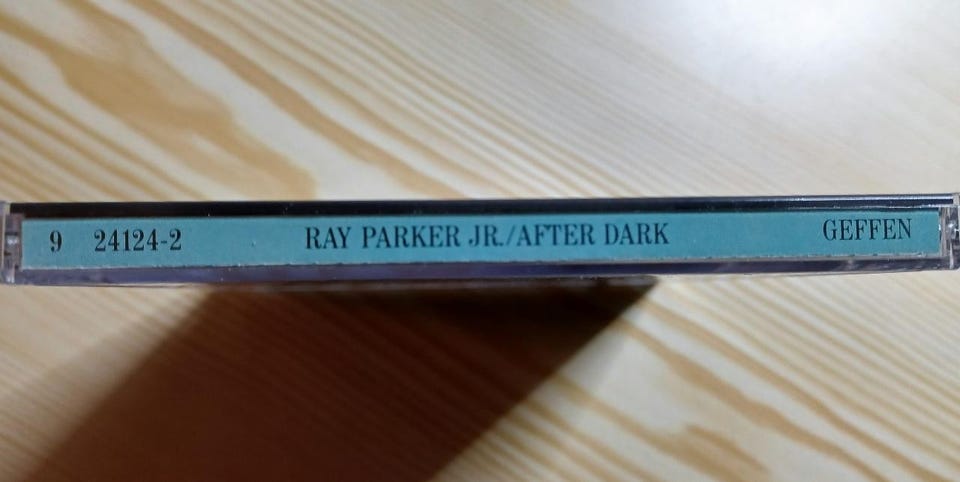 9 24124-2 RAY PARKER JR./AFTER DARK GEFFEN